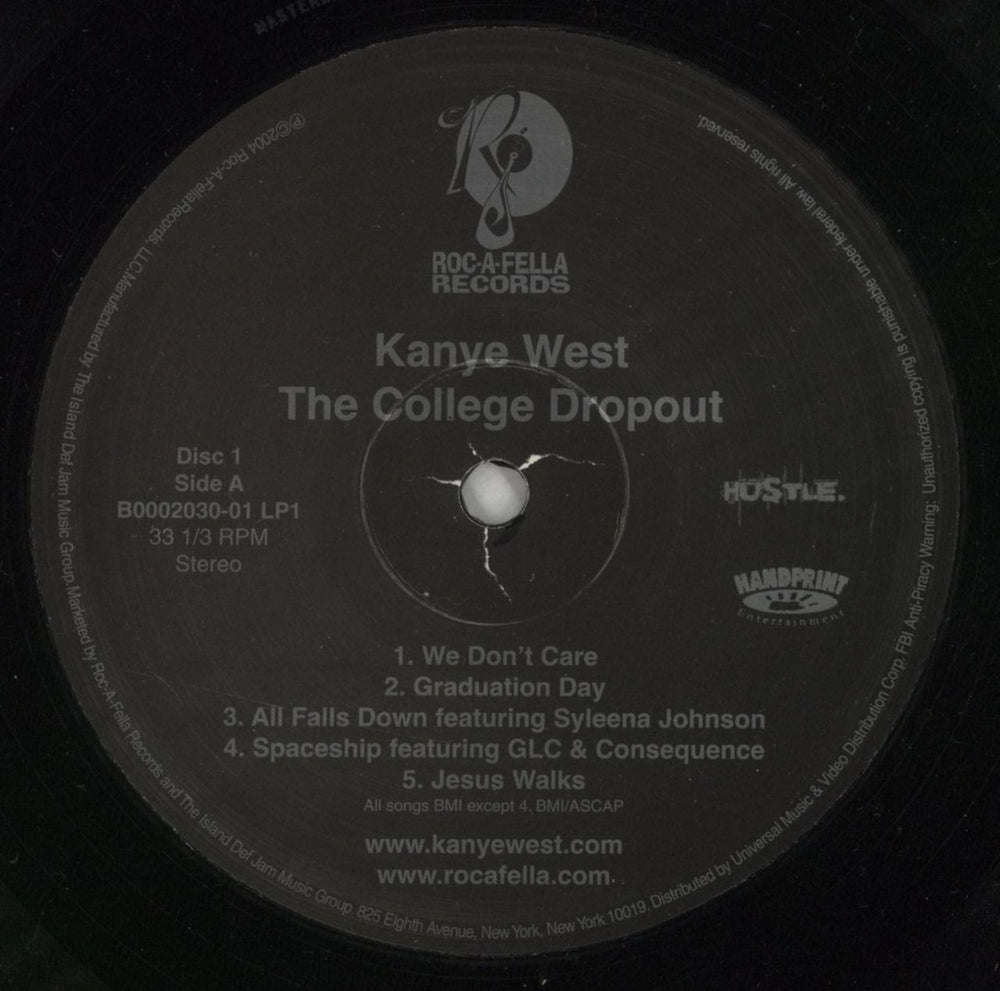 MASTERE
ROC-A-FELLA
RECORDS
Kanye West
The College Dropout
Disc 1
Side A
B0002030-01 LP1
33 1/3 RPM
Stereo
HU$TLE.
HANDPRINT
Entertainment
1. We Don't Care
2. Graduation Day
3. All Falls Down featuring Syleena Johnson
4. Spaceship featuring GLC & Consequence
5. Jesus Walks
All songs BMI except 4, BMI/ASCAP
www.kanyewest.com
www.rocafella.com
℗©2004 Roc-A-Fella Records, LLC. Manufactured by The Island Def Jam Music Group. Marketed by Roc-A-Fella Records and The Island Def Jam Music Group. 825 Eighth Avenue, New York, New York 10019. Distributed by Universal Music & Video Distribution Corp. FBI Anti-Piracy Warning: Unauthorized copying is punishable under federal law. All rights reserved.